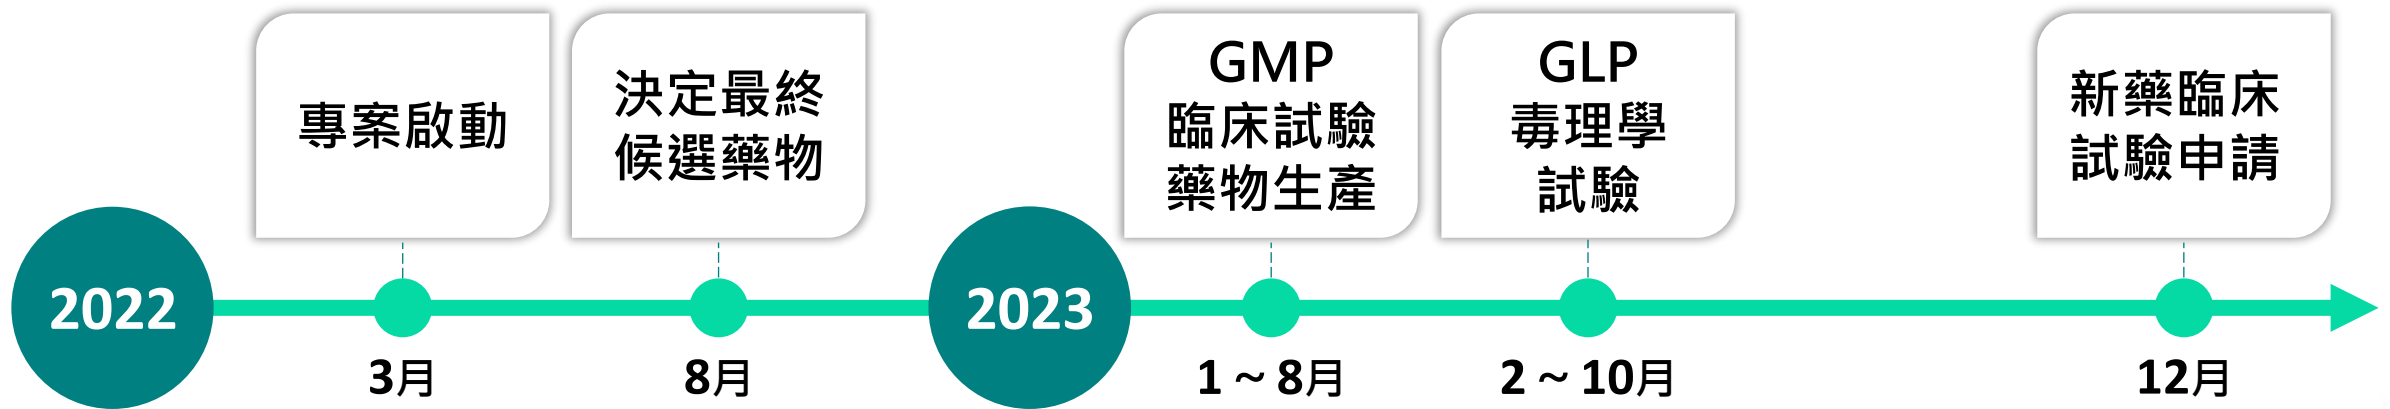 專案啟動
決定最終
候選藥物
GMP
臨床試驗
藥物生產
GLP
毒理學
試驗
新藥臨床
試驗申請
2022
2023
3月
8月
1～8月
2～10月
12月